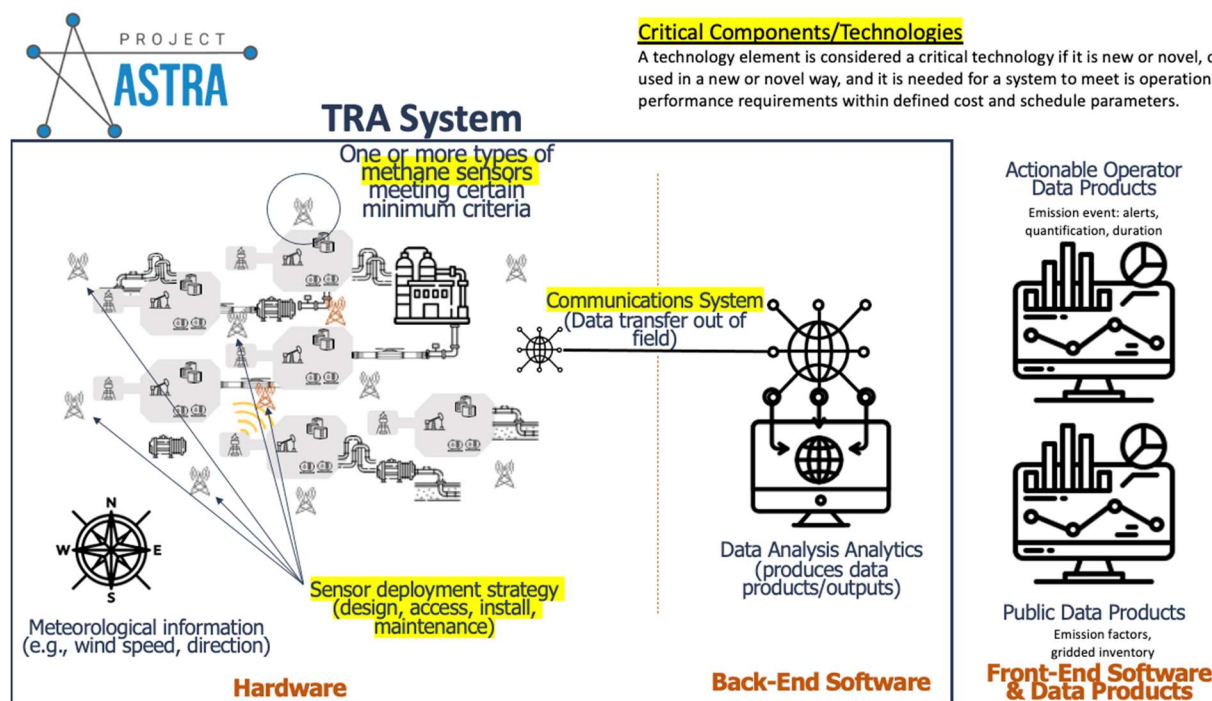 PROJECT
ASTRA
Critical Components/Technologies
A technology element is considered a critical technology if it is new or novel,
used in a new or novel way, and it is needed for a system to meet is operation
performance requirements within defined cost and schedule parameters.
TRA System
One or more types of
methane sensors
meeting certain
minimum criteria
Communications System
(Data transfer out of
field)
N
W
E
S
Meteorological information
(e.g., wind speed, direction)
Sensor deployment strategy
(design, access, install,
maintenance)
Hardware
Data Analysis Analytics
(produces data
products/outputs)
Back-End Software
Actionable Operator
Data Products
Emission event: alerts,
quantification, duration
Public Data Products
Emission factors,
gridded inventory
Front-End Software
& Data Products